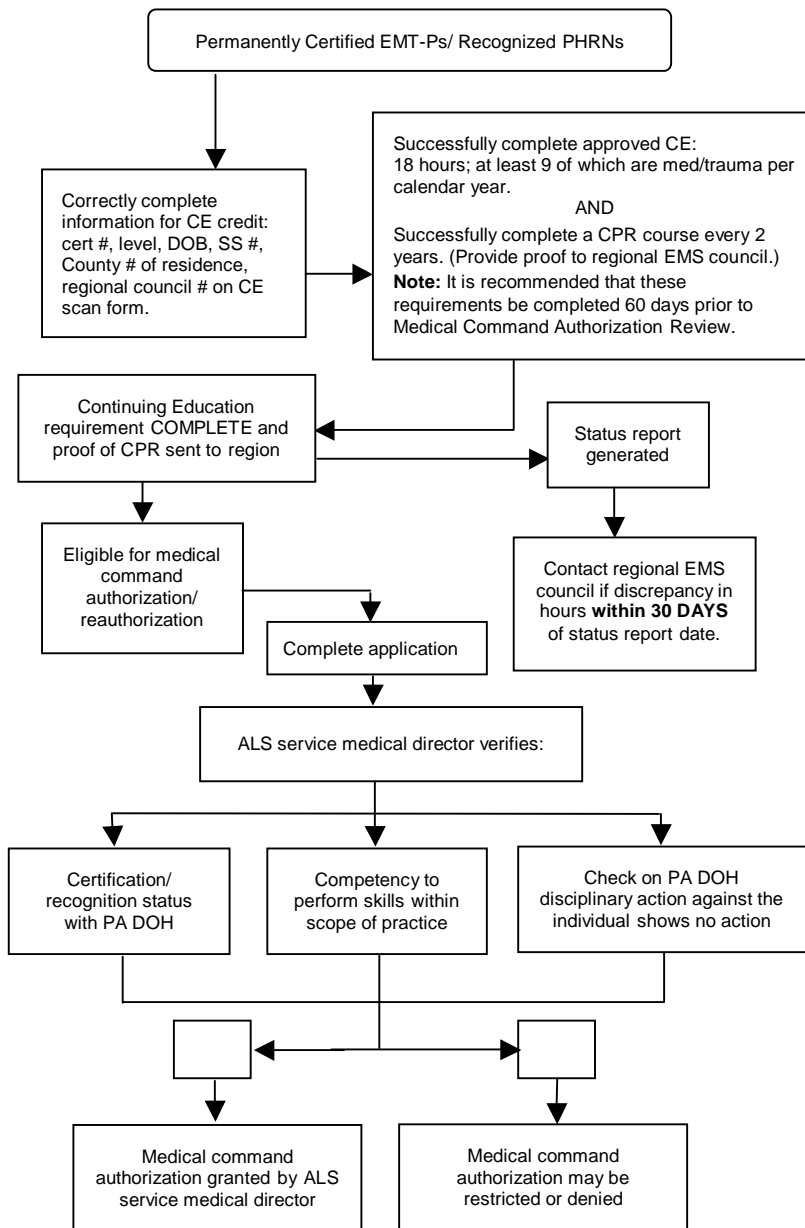 Permanently Certified EMT-Ps/ Recognized PHRNs
Successfully complete approved CE:
18 hours; at least 9 of which are med/trauma per
calendar year.
AND
Successfully complete a CPR course every 2
years. (Provide proof to regional EMS council.)
Note: It is recommended that these
requirements be completed 60 days prior to
Medical Command Authorization Review.
Correctly complete
information for CE credit:
cert #, level, DOB, SS #,
County # of residence,
regional council # on CE
scan form.
Continuing Education
requirement COMPLETE and
proof of CPR sent to region
Status report
generated
Eligible for medical
command
authorization/
reauthorization
Contact regional EMS
council if discrepancy in
hours within 30 DAYS
of status report date.
Complete application
ALS service medical director verifies:
Certification/
recognition status
with PA DOH
Competency to
perform skills within
scope of practice
Check on PA DOH
disciplinary action against the
individual shows no action
Medical command
authorization granted by ALS
service medical director
Medical command
authorization may be
restricted or denied